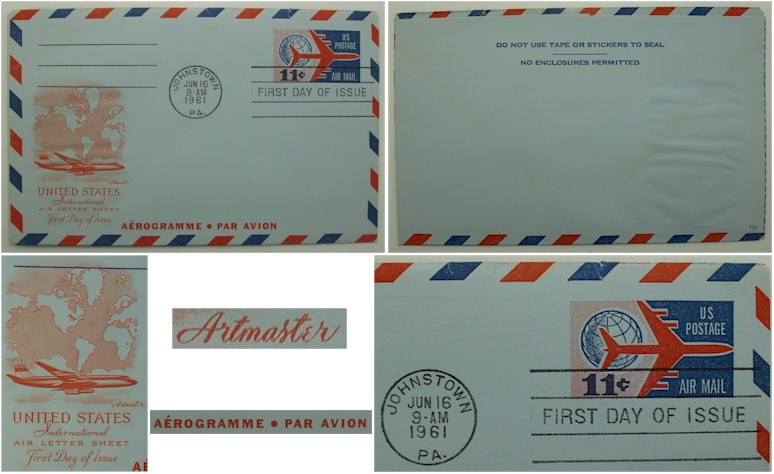 US
POSTAGE
11¢
AIR MAIL
JOHNSTOWN
JUN 16
9-AM
1961
PA.
FIRST DAY OF ISSUE
Artmaster
UNITED STATES
International
AIR LETTER SHEET
First Day of Issue
AÉROGRAMME • PAR AVION
DO NOT USE TAPE OR STICKERS TO SEAL
NO ENCLOSURES PERMITTED
Artmaster
UNITED STATES
International
AIR LETTER SHEET
First Day of Issue
AÉ
Artmaster
AÉROGRAMME • PAR AVION
US
POSTAGE
11¢
AIR MAIL
JOHNSTOWN
JUN 16
9-AM
1961
PA.
FIRST DAY OF ISSUE